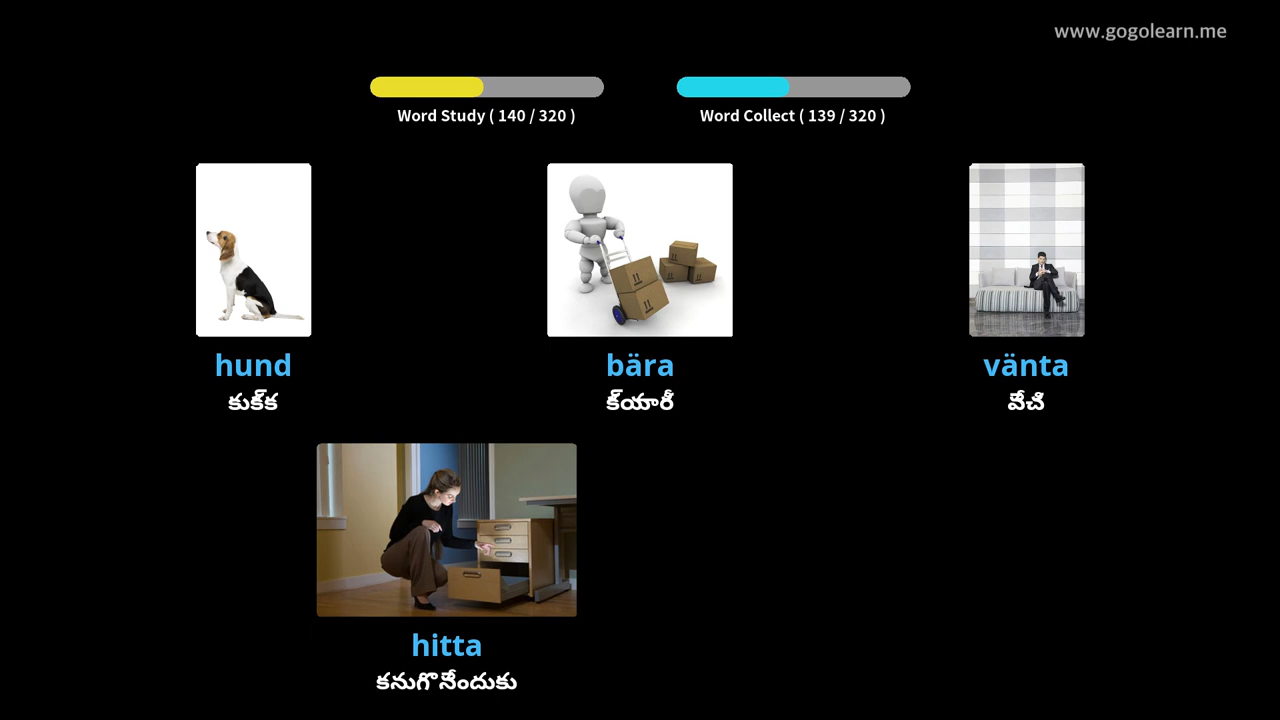 www.gogolearn.me
Word Study ( 140 / 320 )
Word Collect ( 139 / 320 )
hund
కుక్క
bära
క్యారీ
vänta
వేచి
hitta
కనుగొనేందుకు